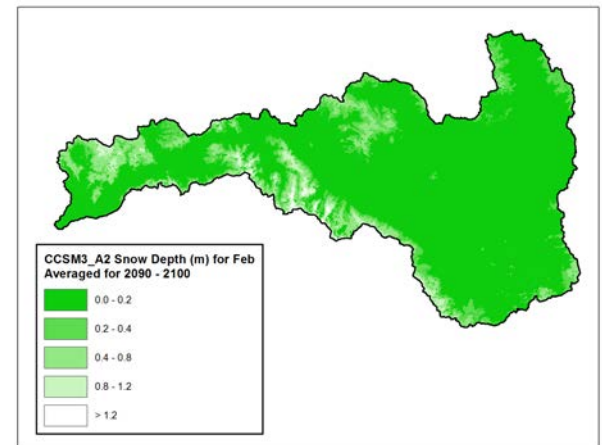 CCSM3_A2 Snow Depth (m) for Feb
Averaged for 2090 - 2100
0.0 - 0.2
0.2 - 0.4
0.4 - 0.8
0.8 - 1.2
> 1.2